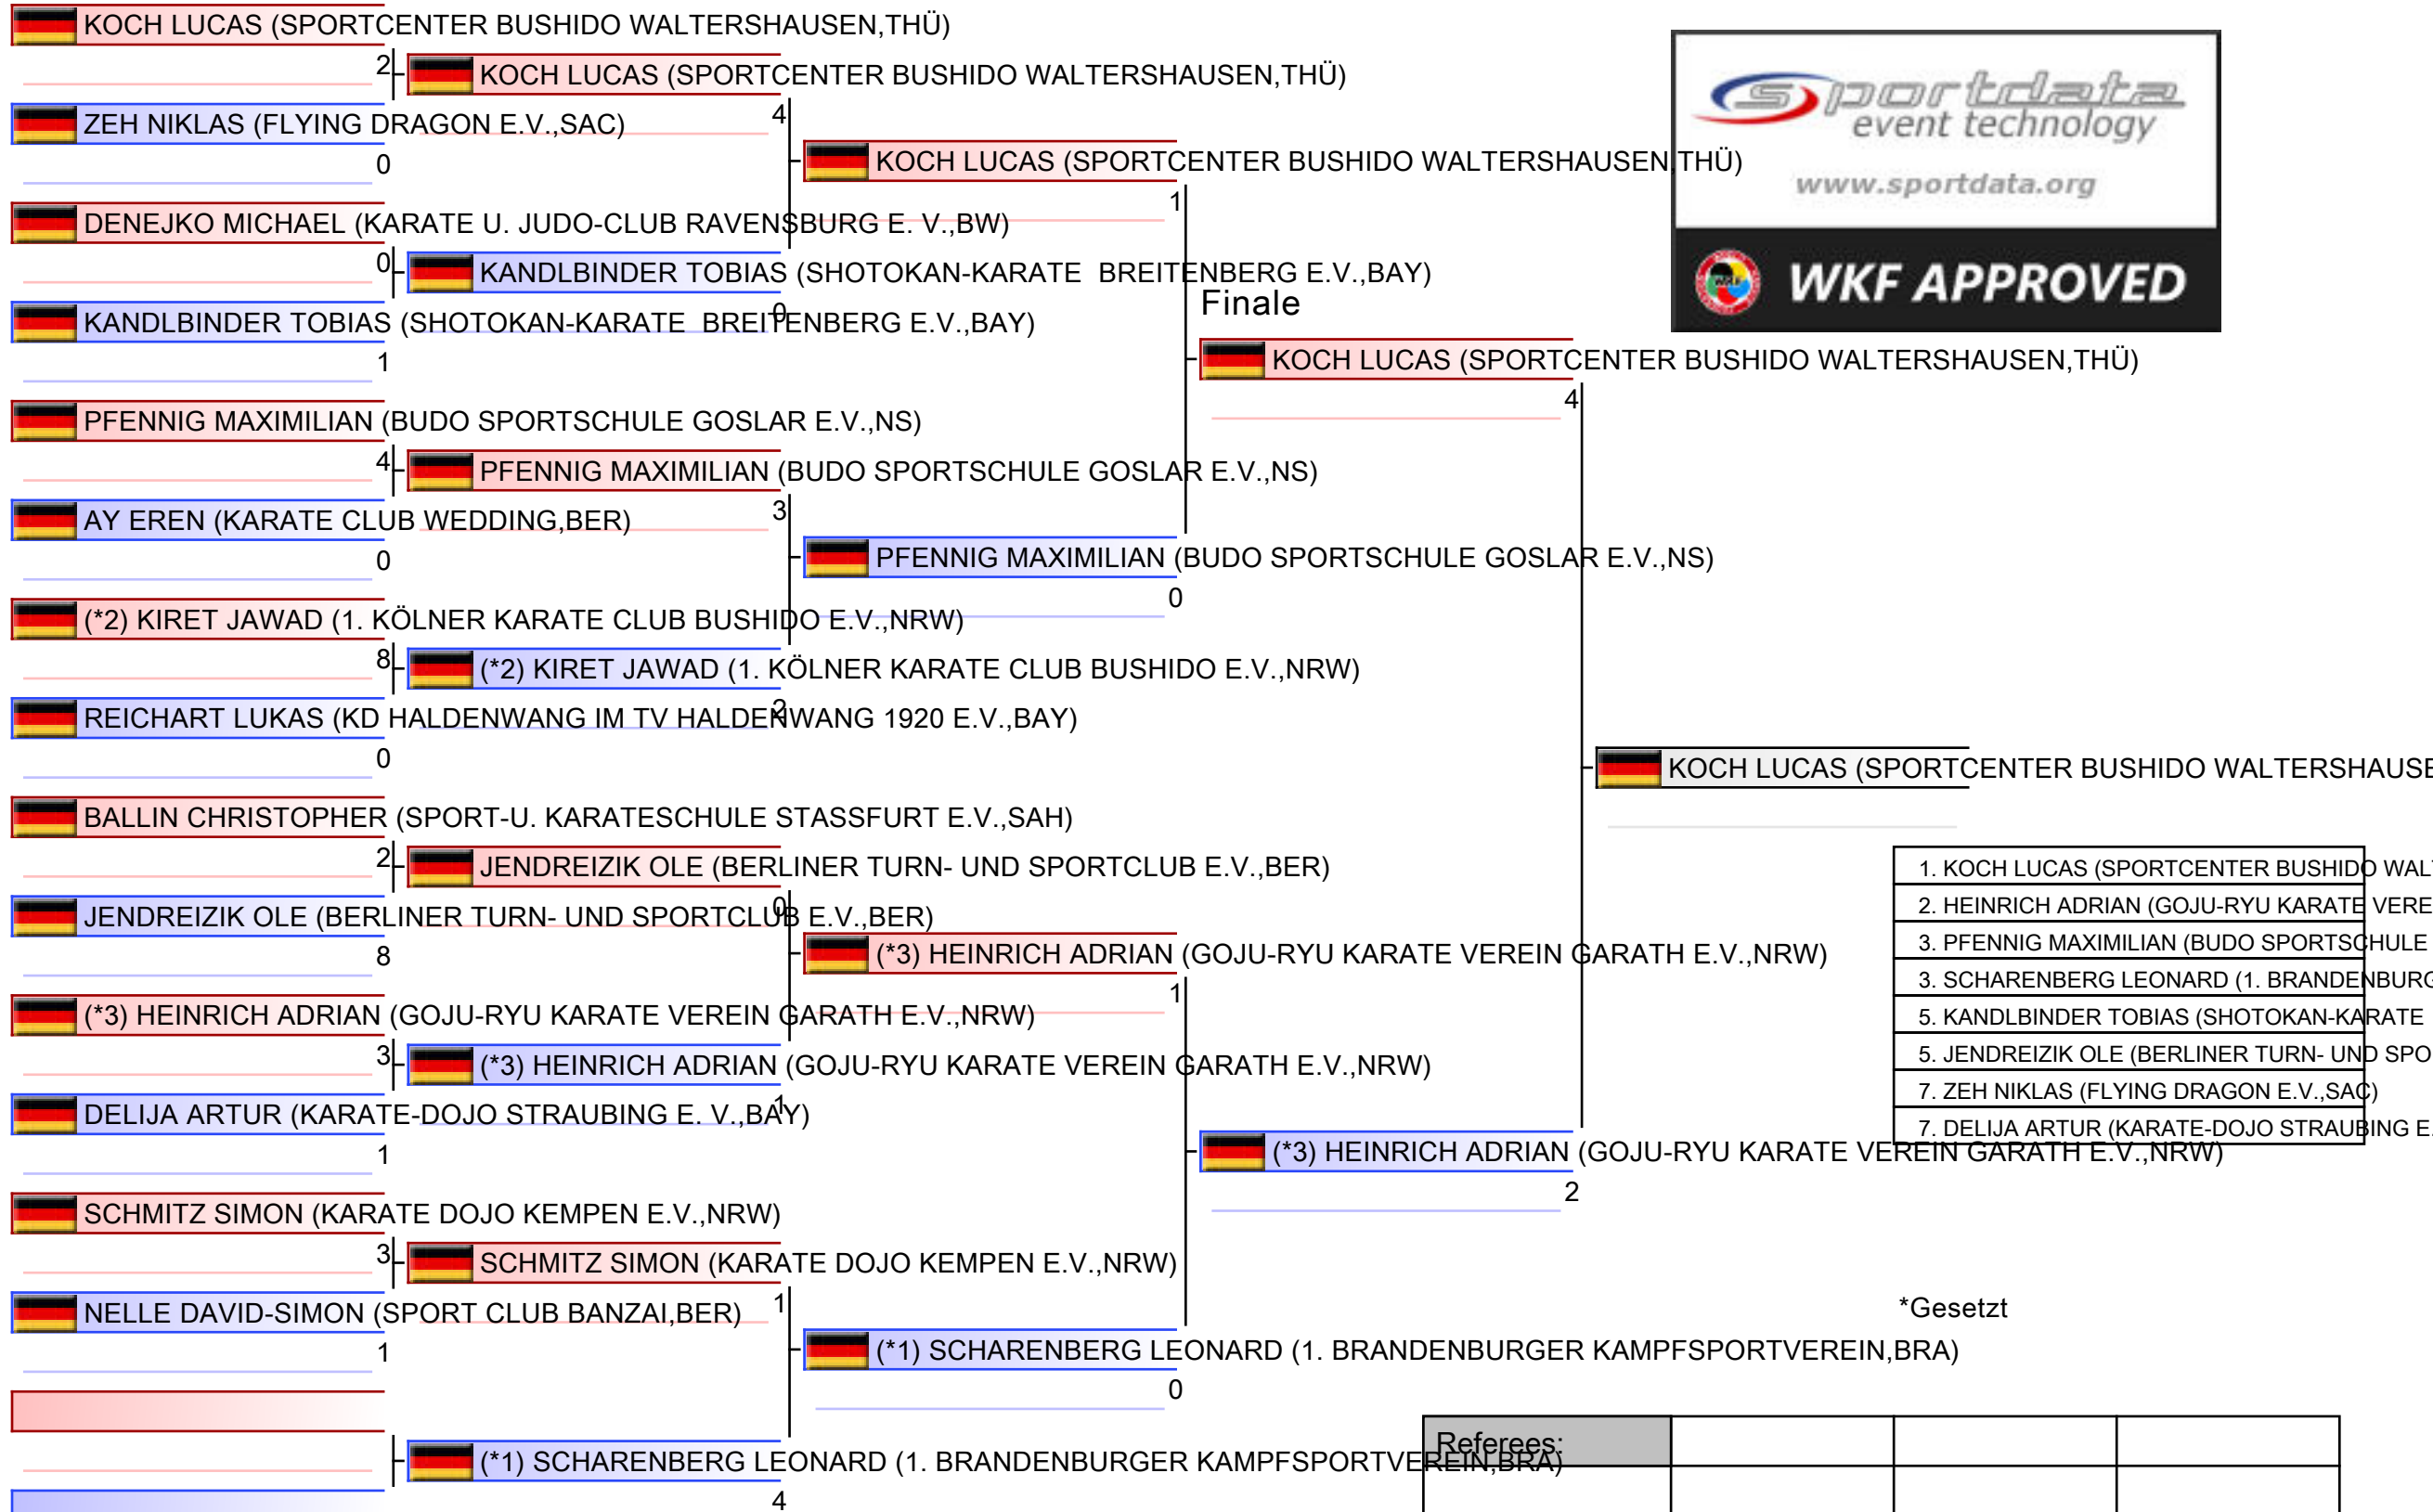 KOCH LUCAS (SPORTCENTER BUSHIDO WALTERSHAUSEN,THÜ)
2
ZEH NIKLAS (FLYING DRAGON E.V.,SAC)
0
DENEJKO MICHAEL (KARATE U. JUDO-CLUB RAVENSBURG E. V.,BW)
0
KANDLBINDER TOBIAS (SHOTOKAN-KARATE  BREITENBERG E.V.,BAY)
1
PFENNIG MAXIMILIAN (BUDO SPORTSCHULE GOSLAR E.V.,NS)
4
AY EREN (KARATE CLUB WEDDING,BER)
0
(*2) KIRET JAWAD (1. KÖLNER KARATE CLUB BUSHIDO E.V.,NRW)
8
REICHART LUKAS (KD HALDENWANG IM TV HALDENWANG 1920 E.V.,BAY)
0
BALLIN CHRISTOPHER (SPORT-U. KARATESCHULE STASSFURT E.V.,SAH)
2
JENDREIZIK OLE (BERLINER TURN- UND SPORTCLUB E.V.,BER)
8
(*3) HEINRICH ADRIAN (GOJU-RYU KARATE VEREIN GARATH E.V.,NRW)
3
DELIJA ARTUR (KARATE-DOJO STRAUBING E. V.,BAY)
1
SCHMITZ SIMON (KARATE DOJO KEMPEN E.V.,NRW)
3
NELLE DAVID-SIMON (SPORT CLUB BANZAI,BER)
1
KOCH LUCAS (SPORTCENTER BUSHIDO WALTERSHAUSEN,THÜ)
4
KANDLBINDER TOBIAS (SHOTOKAN-KARATE  BREITENBERG E.V.,BAY)
0
PFENNIG MAXIMILIAN (BUDO SPORTSCHULE GOSLAR E.V.,NS)
3
(*2) KIRET JAWAD (1. KÖLNER KARATE CLUB BUSHIDO E.V.,NRW)
2
JENDREIZIK OLE (BERLINER TURN- UND SPORTCLUB E.V.,BER)
0
(*3) HEINRICH ADRIAN (GOJU-RYU KARATE VEREIN GARATH E.V.,NRW)
1
SCHMITZ SIMON (KARATE DOJO KEMPEN E.V.,NRW)
1
(*1) SCHARENBERG LEONARD (1. BRANDENBURGER KAMPFSPORTVEREIN,BRA)
4
KOCH LUCAS (SPORTCENTER BUSHIDO WALTERSHAUSEN,THÜ)
1
PFENNIG MAXIMILIAN (BUDO SPORTSCHULE GOSLAR E.V.,NS)
0
(*3) HEINRICH ADRIAN (GOJU-RYU KARATE VEREIN GARATH E.V.,NRW)
1
(*1) SCHARENBERG LEONARD (1. BRANDENBURGER KAMPFSPORTVEREIN,BRA)
0
Finale
KOCH LUCAS (SPORTCENTER BUSHIDO WALTERSHAUSEN,THÜ)
4
(*3) HEINRICH ADRIAN (GOJU-RYU KARATE VEREIN GARATH E.V.,NRW)
2
sportdata
event technology
www.sportdata.org
WKF APPROVED
KOCH LUCAS (SPORTCENTER BUSHIDO WALTERSHAUSE
1. KOCH LUCAS (SPORTCENTER BUSHIDO WAL
2. HEINRICH ADRIAN (GOJU-RYU KARATE VERE
3. PFENNIG MAXIMILIAN (BUDO SPORTSCHULE
3. SCHARENBERG LEONARD (1. BRANDENBURG
5. KANDLBINDER TOBIAS (SHOTOKAN-KARATE
5. JENDREIZIK OLE (BERLINER TURN- UND SPO
7. ZEH NIKLAS (FLYING DRAGON E.V.,SAC)
7. DELIJA ARTUR (KARATE-DOJO STRAUBING E.
*Gesetzt
Referees: